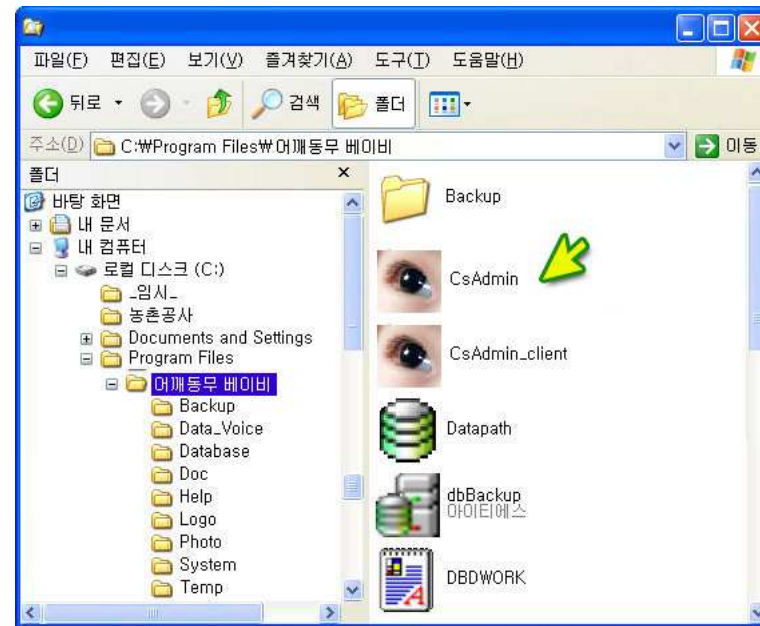 파일(F) 편집(E) 보기(V) 즐겨찾기(A) 도구(T) 도움말(H)
뒤로 검색 폴더
주소(D) C:₩Program Files₩어깨동무 베이비 이동
폴더 ×
바탕 화면
내 문서
내 컴퓨터
로컬 디스크 (C:)
_임시_
농촌공사
Documents and Settings
Program Files
어깨동무 베이비
Backup
Data_Voice
Database
Doc
Help
Logo
Photo
System
Temp
Backup
CsAdmin
CsAdmin_client
Datapath
dbBackup
아이티에스
DBDWORK